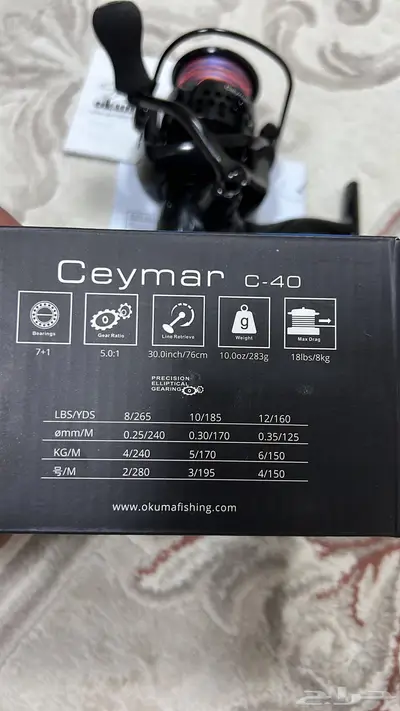 Ceymar C-40
Bearings Gear Ratio Line Retrieve Weight Max Drag
7+1 5.0:1 30.0inch/76cm 10.0oz/283g 18lbs/8kg
PRECISION
ELLIPTICAL
GEARING
LBS/YDS 8/265 10/185 12/160
ømm/M 0.25/240 0.30/170 0.35/125
KG/M 4/240 5/170 6/150
号/M 2/280 3/195 4/150
www.okumafishing.com
حراج